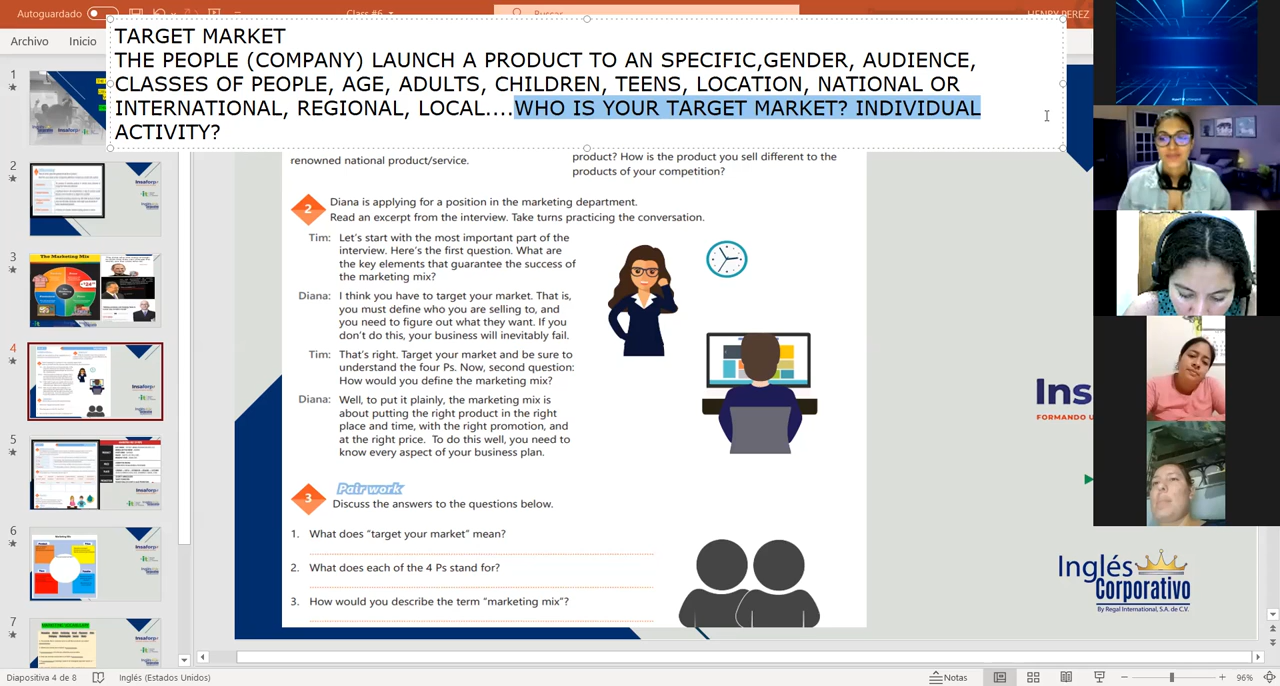 Autoguardado
Class #6
Buscar
HENRY PEREZ
Archivo
Inicio
TARGET MARKET
THE PEOPLE (COMPANY) LAUNCH A PRODUCT TO AN SPECIFIC,GENDER, AUDIENCE,
CLASSES OF PEOPLE, AGE, ADULTS, CHILDREN, TEENS, LOCATION, NATIONAL OR
INTERNATIONAL, REGIONAL, LOCAL....WHO IS YOUR TARGET MARKET? INDIVIDUAL
ACTIVITY?
renowned national product/service.
product? How is the product you sell different to the
products of your competition?
2
Diana is applying for a position in the marketing department.
Read an excerpt from the interview. Take turns practicing the conversation.
Tim: Let's start with the most important part of the
interview. Here's the first question. What are
the key elements that guarantee the success of
the marketing mix?
Diana: I think you have to target your market. That is,
you must define who you are selling to, and
you need to figure out what they want. If you
don't do this, your business will inevitably fail.
Tim: That's right. Target your market and be sure to
understand the four Ps. Now, second question:
How would you define the marketing mix?
Diana: Well, to put it plainly, the marketing mix is
about putting the right product in the right
place and time, with the right promotion, and
at the right price. To do this well, you need to
know every aspect of your business plan.
3
Pair work
Discuss the answers to the questions below.
1. What does "target your market" mean?
2. What does each of the 4 Ps stand for?
3. How would you describe the term "marketing mix"?
Ins
FORMANDO U
Inglés
Corporativo
By Regal International, S.A. de C.V.
1
2
3
The Marketing Mix
4
5
6
7
Diapositiva 4 de 8
Inglés (Estados Unidos)
Notas
96%